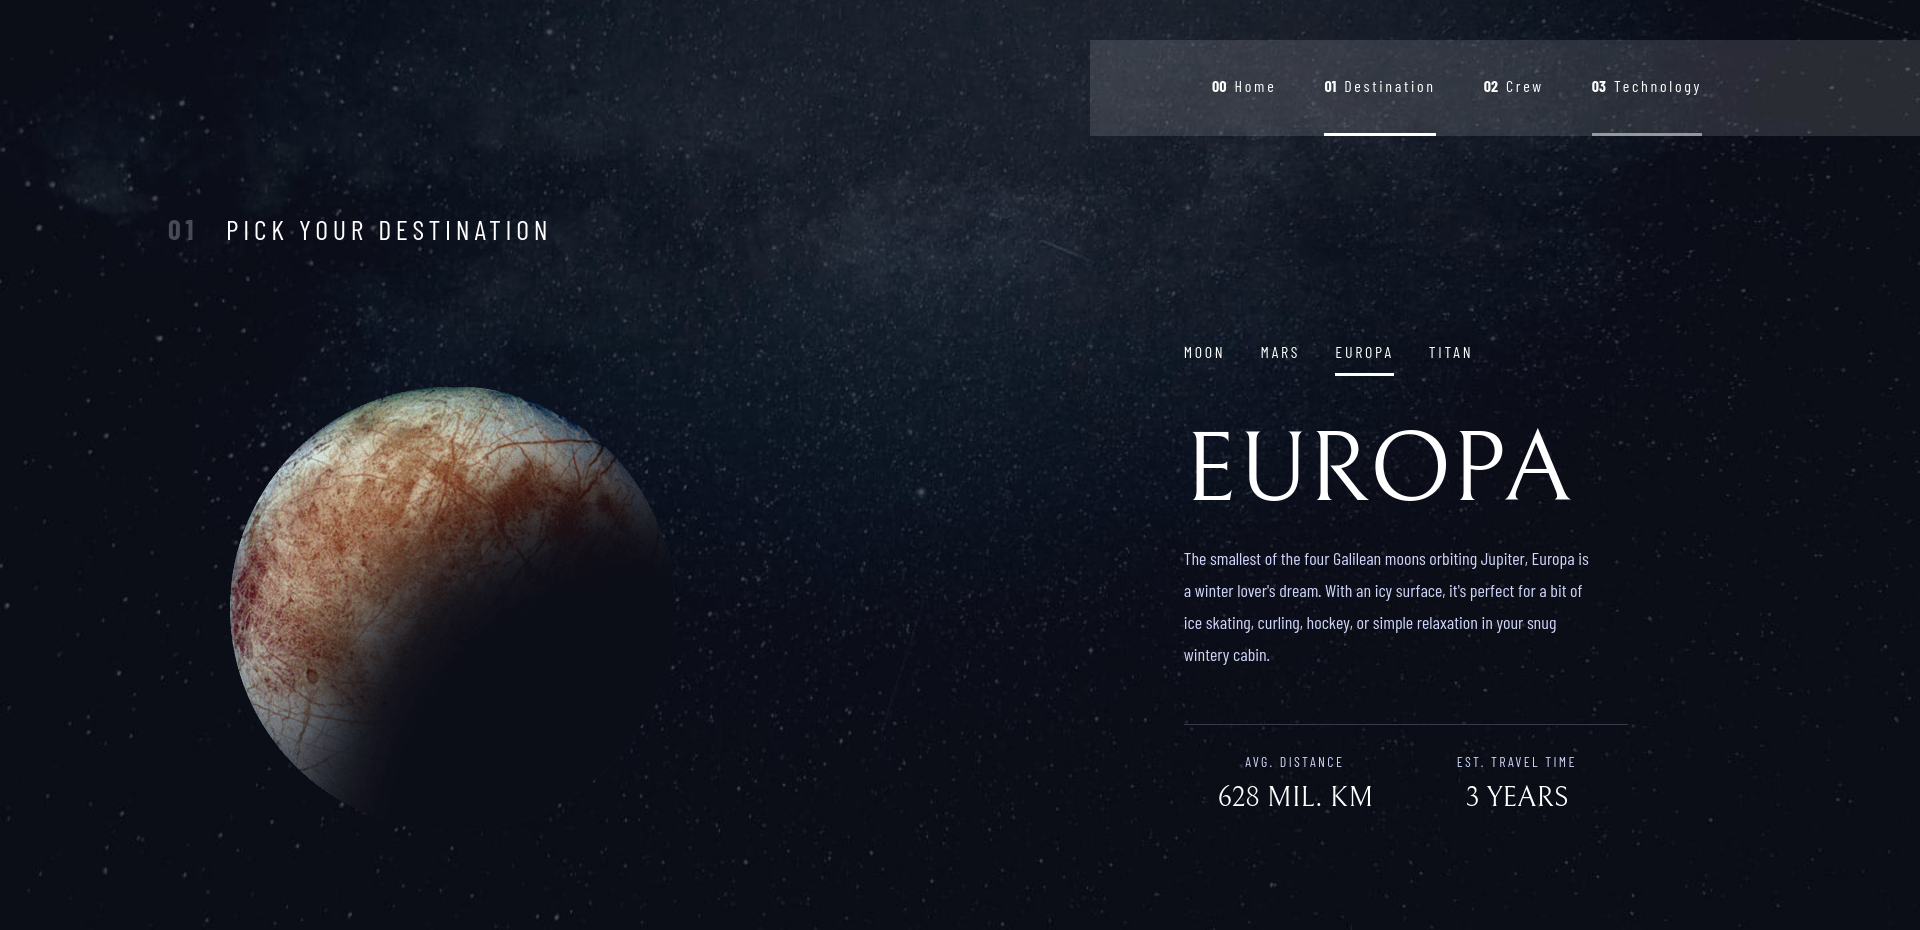 00 Home 01 Destination 02 Crew 03 Technology
01 PICK YOUR DESTINATION
MOON MARS EUROPA TITAN
EUROPA
The smallest of the four Galilean moons orbiting Jupiter, Europa is
a winter lover's dream. With an icy surface, it's perfect for a bit of
ice skating, curling, hockey, or simple relaxation in your snug
wintery cabin.
AVG. DISTANCE EST. TRAVEL TIME
628 MIL. KM 3 YEARS